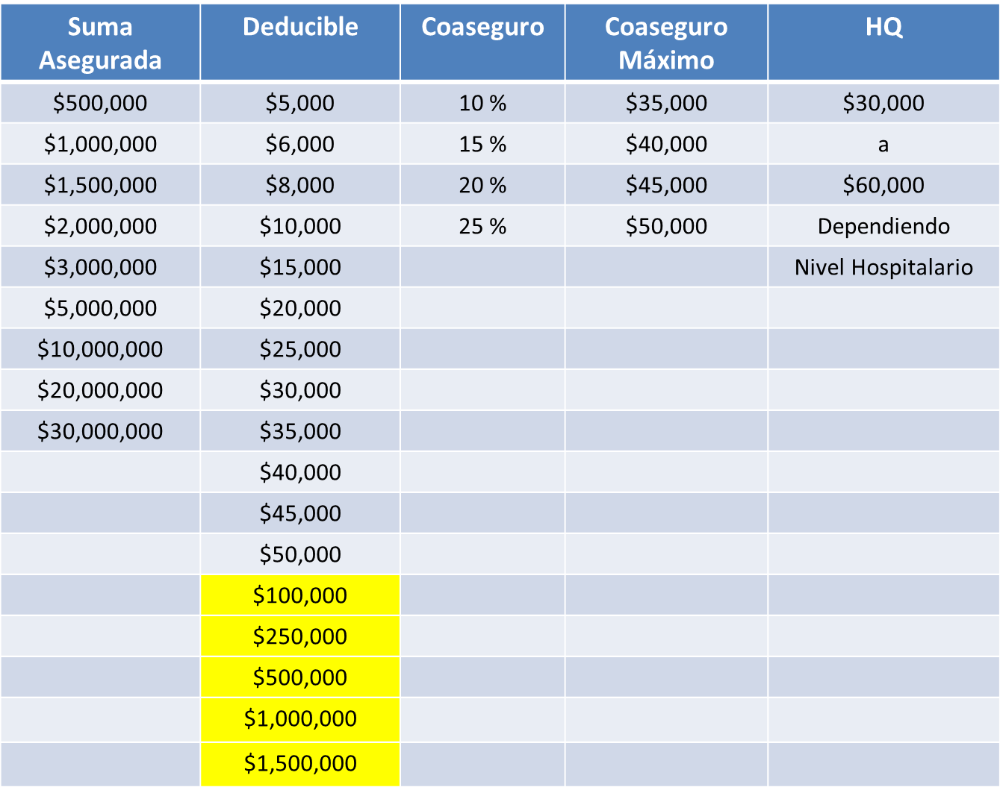 Suma Asegurada Deducible Coaseguro Coaseguro Máximo HQ
$500,000 $5,000 10 % $35,000 $30,000
$1,000,000 $6,000 15 % $40,000 a
$1,500,000 $8,000 20 % $45,000 $60,000
$2,000,000 $10,000 25 % $50,000 Dependiendo
$3,000,000 $15,000 Nivel Hospitalario
$5,000,000 $20,000
$10,000,000 $25,000
$20,000,000 $30,000
$30,000,000 $35,000
$40,000
$45,000
$50,000
$100,000
$250,000
$500,000
$1,000,000
$1,500,000